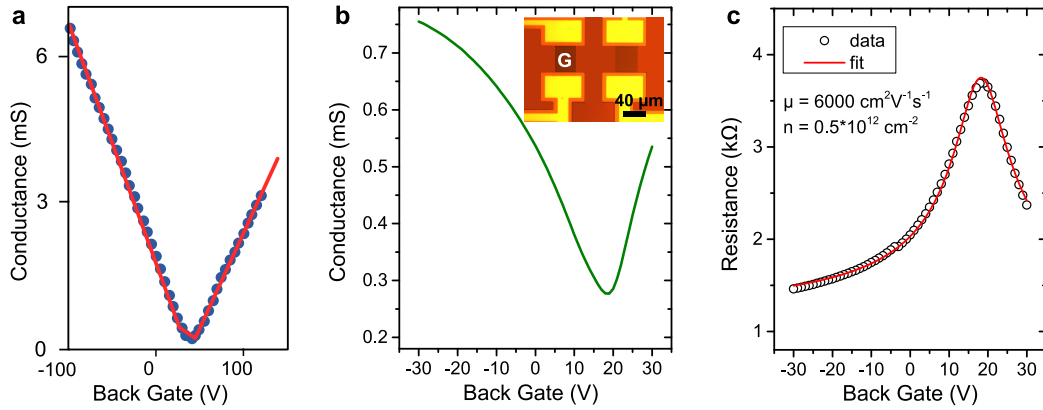 a
Conductance (mS)
6
3
0
-100 0 100
Back Gate (V)
b
Conductance (mS)
0.7
0.6
0.5
0.4
0.3
0.2
G
40 µm
-30 -20 -10 0 10 20 30
Back Gate (V)
c
Resistance (kΩ)
4
3
2
1
data
fit
µ = 6000 cm²V⁻¹s⁻¹
n = 0.5*10¹² cm⁻²
-30 -20 -10 0 10 20 30
Back Gate (V)